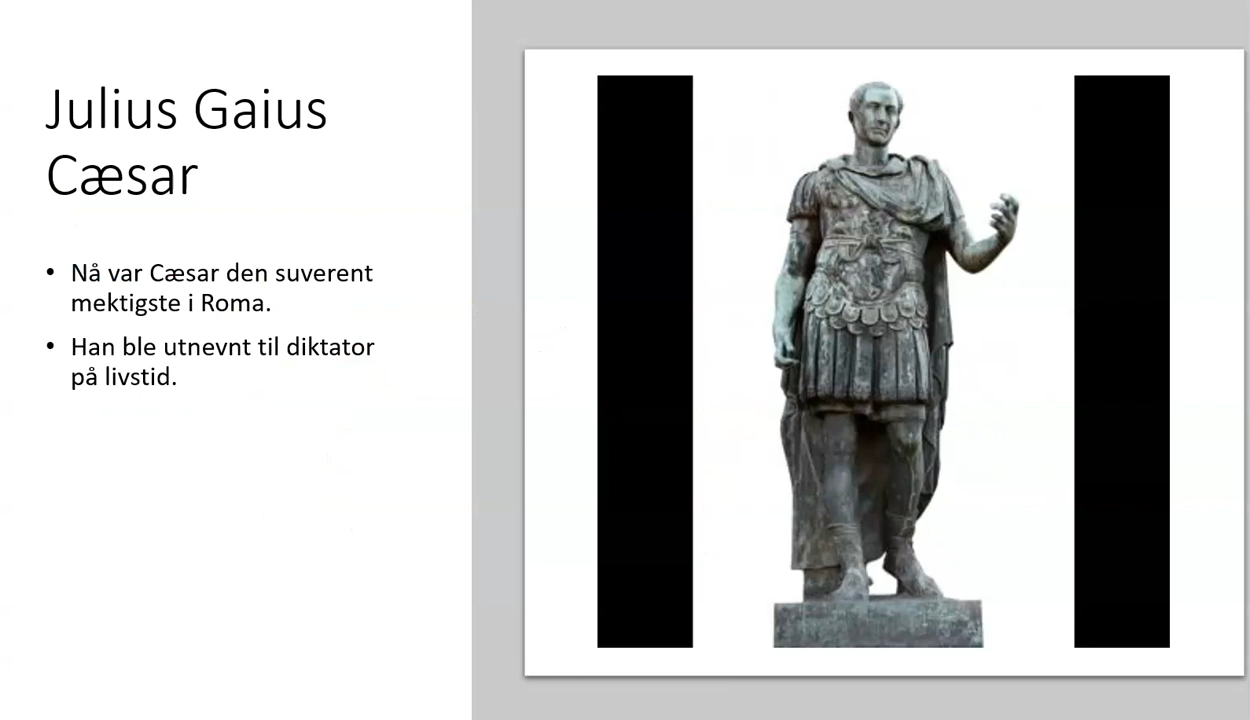 Julius Gaius
Cæsar
• Nå var Cæsar den suverent
mektigste i Roma.
• Han ble utnevnt til diktator
på livstid.